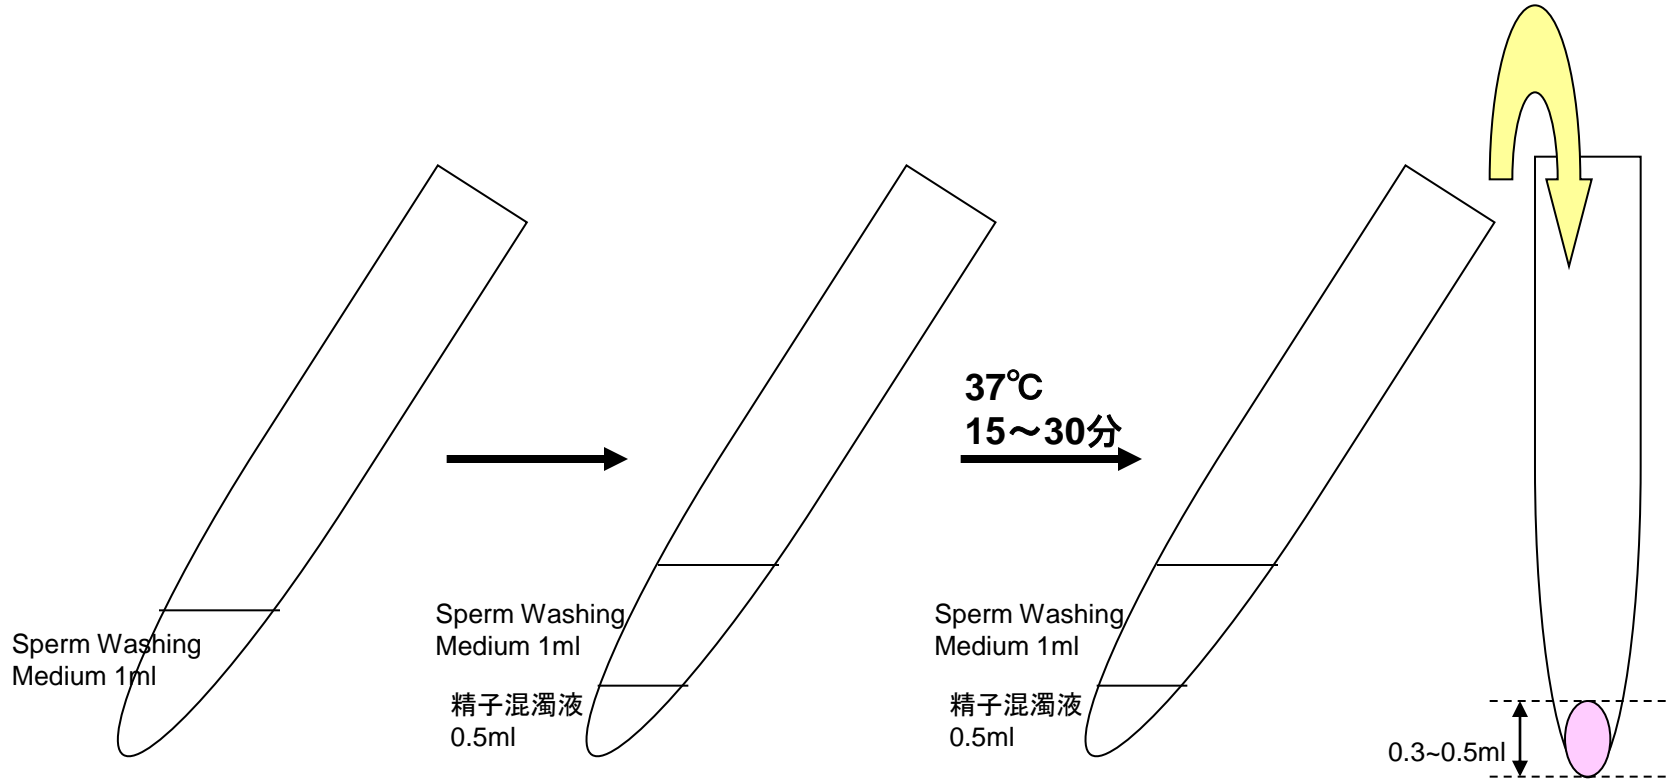 37℃
15～30分
Sperm Washing
Medium 1ml
Sperm Washing
Medium 1ml
精子混濁液
0.5ml
Sperm Washing
Medium 1ml
精子混濁液
0.5ml
0.3~0.5ml